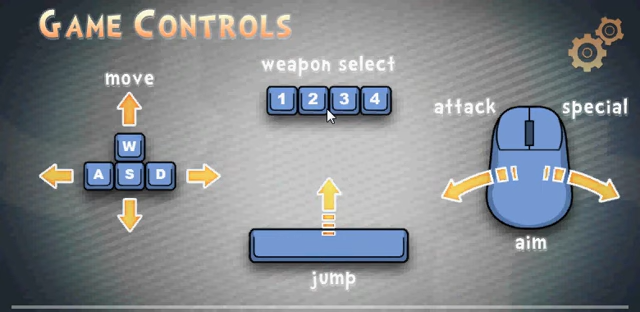 GAME CONTROLS
move
weapon select
1 2 3 4
attack
special
W
A S D
aim
jump